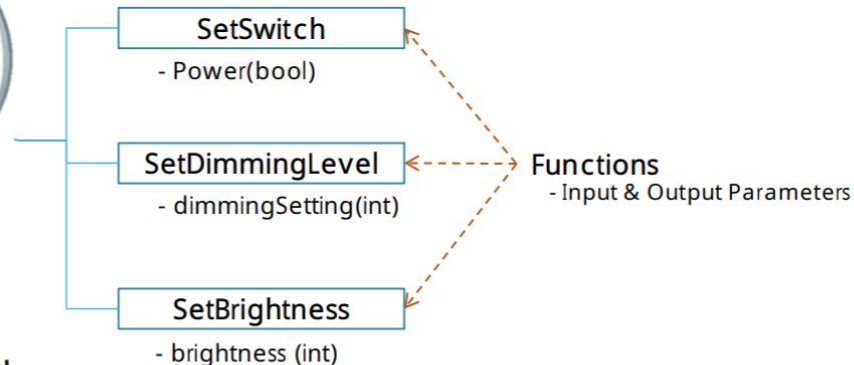 SetSwitch
- Power(bool)
SetDimmingLevel
- dimmingSetting(int)
Functions
- Input & Output Parameters
SetBrightness
- brightness (int)